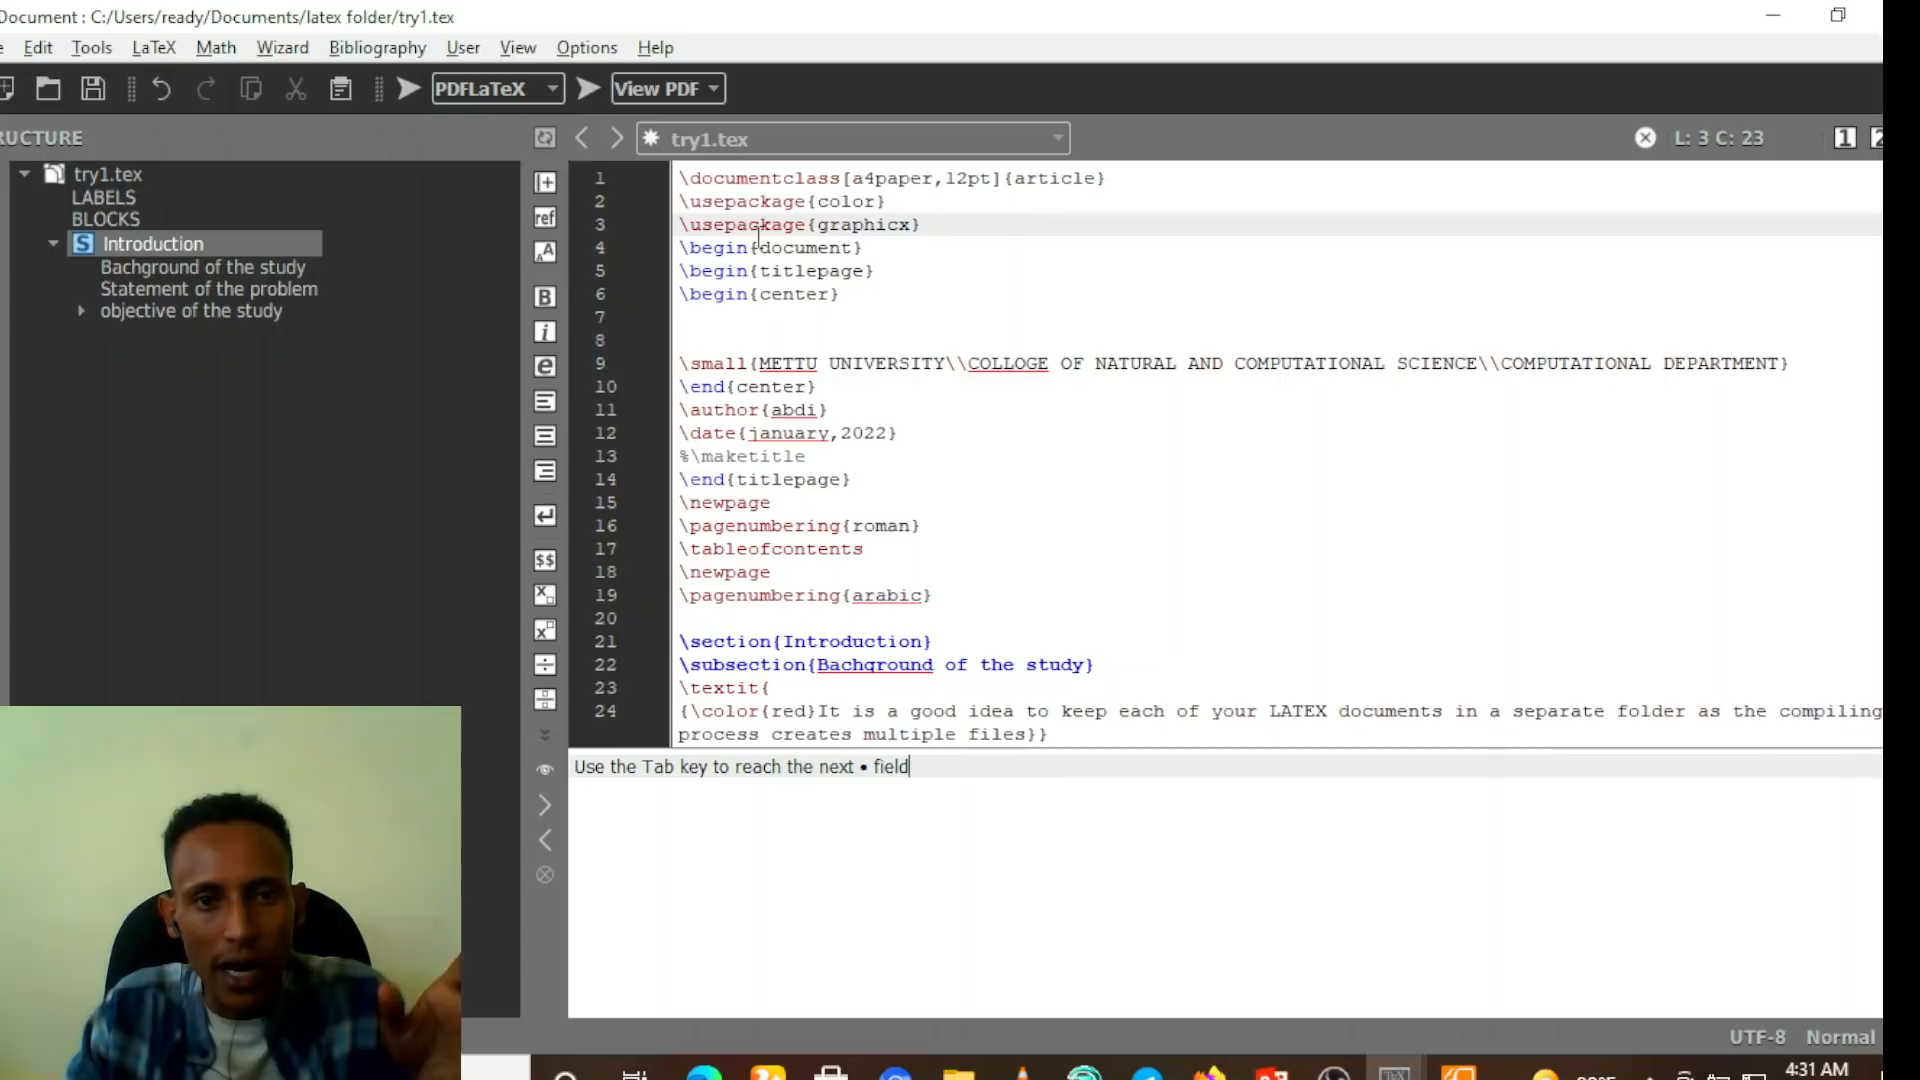 Document : C:/Users/ready/Documents/latex folder/try1.tex
Edit Tools LaTeX Math Wizard Bibliography User View Options Help
PDFLaTeX View PDF
RUCTURE
try1.tex
L: 3 C: 23
1
2
try1.tex
LABELS
BLOCKS
Introduction
Bachground of the study
Statement of the problem
objective of the study
ref
1 \documentclass[a4paper,12pt]{article}
2 \usepackage{color}
3 \usepackage{graphicx}
4 \begin{document}
5 \begin{titlepage}
6 \begin{center}
7
8
9 \small{METTU UNIVERSITY\\COLLOGE OF NATURAL AND COMPUTATIONAL SCIENCE\\COMPUTATIONAL DEPARTMENT}
10 \end{center}
11 \author{abdi}
12 \date{january,2022}
13 %\maketitle
14 \end{titlepage}
15 \newpage
16 \pagenumbering{roman}
17 \tableofcontents
18 \newpage
19 \pagenumbering{arabic}
20
21 \section{Introduction}
22 \subsection{Bachground of the study}
23 \textit{
24 {\color{red}It is a good idea to keep each of your LATEX documents in a separate folder as the compiling
process creates multiple files}}
Use the Tab key to reach the next • field
UTF-8 Normal
4:31 AM